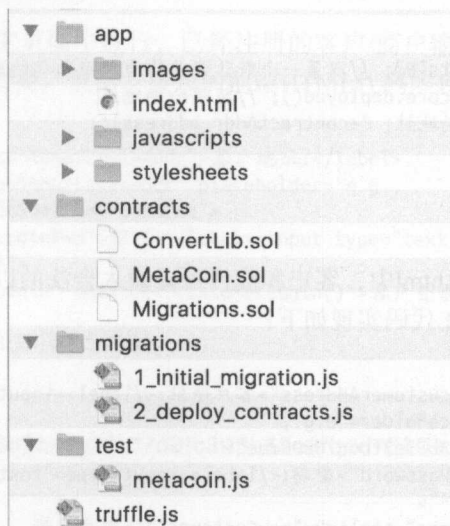 app
images
index.html
javascripts
stylesheets
contracts
ConvertLib.sol
MetaCoin.sol
Migrations.sol
migrations
1_initial_migration.js
2_deploy_contracts.js
test
metacoin.js
truffle.js